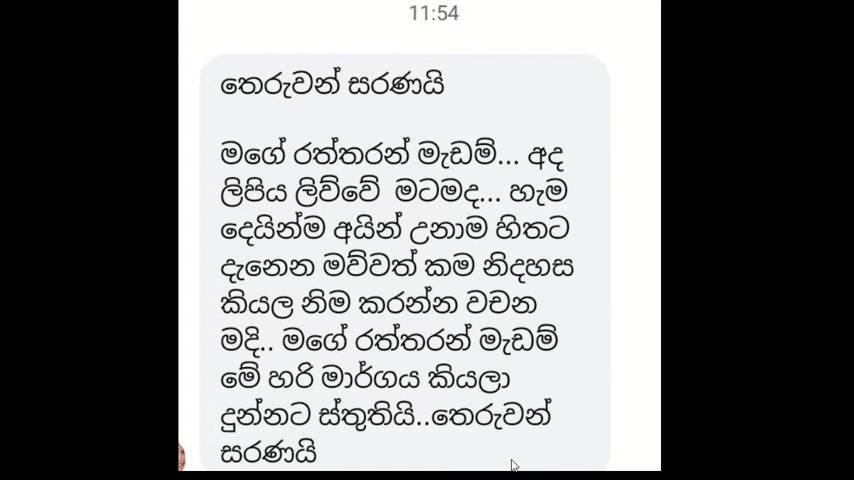 11:54
තෙරුවන් සරණයි
මගේ රත්තරන් මැඩම්... අද
ලිපිය ලිව්වේ මටමද... හැම
දෙයින්ම අයින් උනාම හිතට
දැනෙන මව්වත් කම නිදහස
කියල නිම කරන්න වචන
මදි.. මගේ රත්තරන් මැඩම්
මේ හරි මාර්ගය කියලා
දුන්නට ස්තුතියි..තෙරුවන්
සරණයි